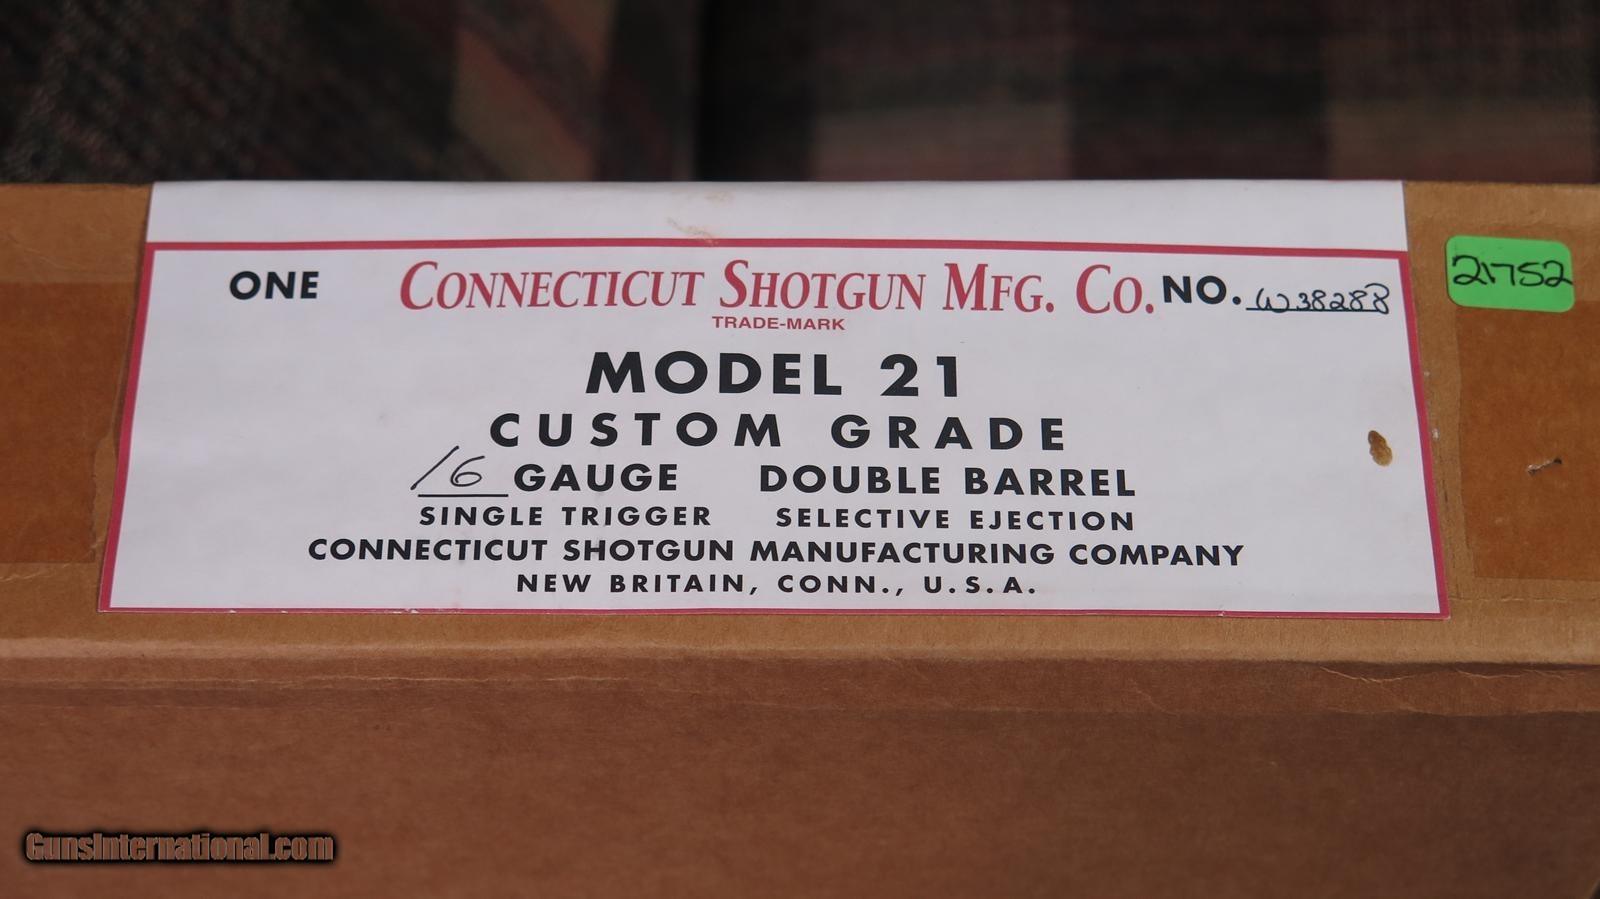 ONE CONNECTICUT SHOTGUN MFG. CO. NO. W38288
21752
TRADE-MARK
MODEL 21
CUSTOM GRADE
16 GAUGE DOUBLE BARREL
SINGLE TRIGGER SELECTIVE EJECTION
CONNECTICUT SHOTGUN MANUFACTURING COMPANY
NEW BRITAIN, CONN., U.S.A.
GunsInternational.com